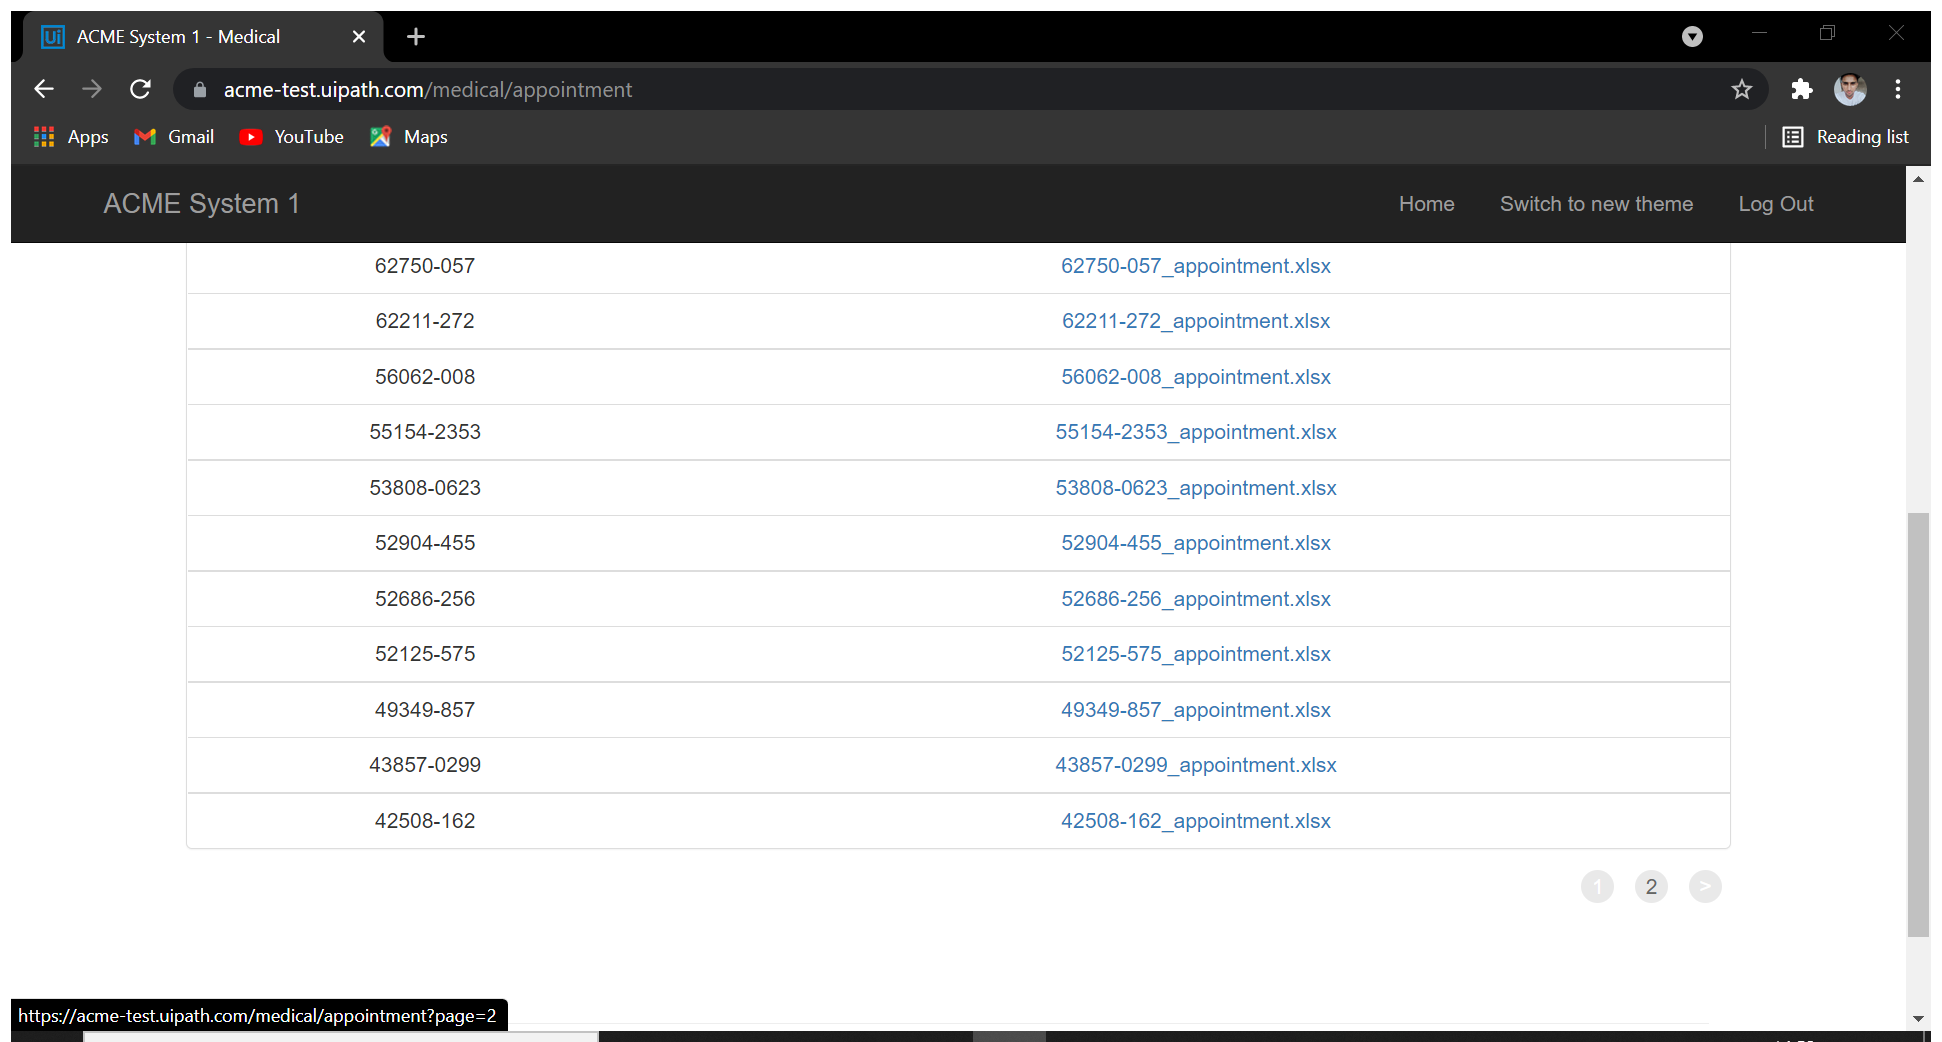 Ui ACME System 1 - Medical
acme-test.uipath.com/medical/appointment
Apps Gmail YouTube Maps Reading list
ACME System 1 Home Switch to new theme Log Out
62750-057 62750-057_appointment.xlsx
62211-272 62211-272_appointment.xlsx
56062-008 56062-008_appointment.xlsx
55154-2353 55154-2353_appointment.xlsx
53808-0623 53808-0623_appointment.xlsx
52904-455 52904-455_appointment.xlsx
52686-256 52686-256_appointment.xlsx
52125-575 52125-575_appointment.xlsx
49349-857 49349-857_appointment.xlsx
43857-0299 43857-0299_appointment.xlsx
42508-162 42508-162_appointment.xlsx
1 2 >
https://acme-test.uipath.com/medical/appointment?page=2